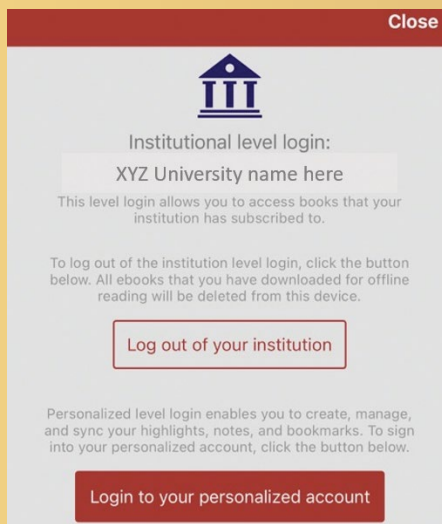 Close
Institutional level login:
XYZ University name here
This level login allows you to access books that your
institution has subscribed to.
To log out of the institution level login, click the button
below. All ebooks that you have downloaded for offline
reading will be deleted from this device.
Log out of your institution
Personalized level login enables you to create, manage,
and sync your highlights, notes, and bookmarks. To sign
into your personalized account, click the button below.
Login to your personalized account